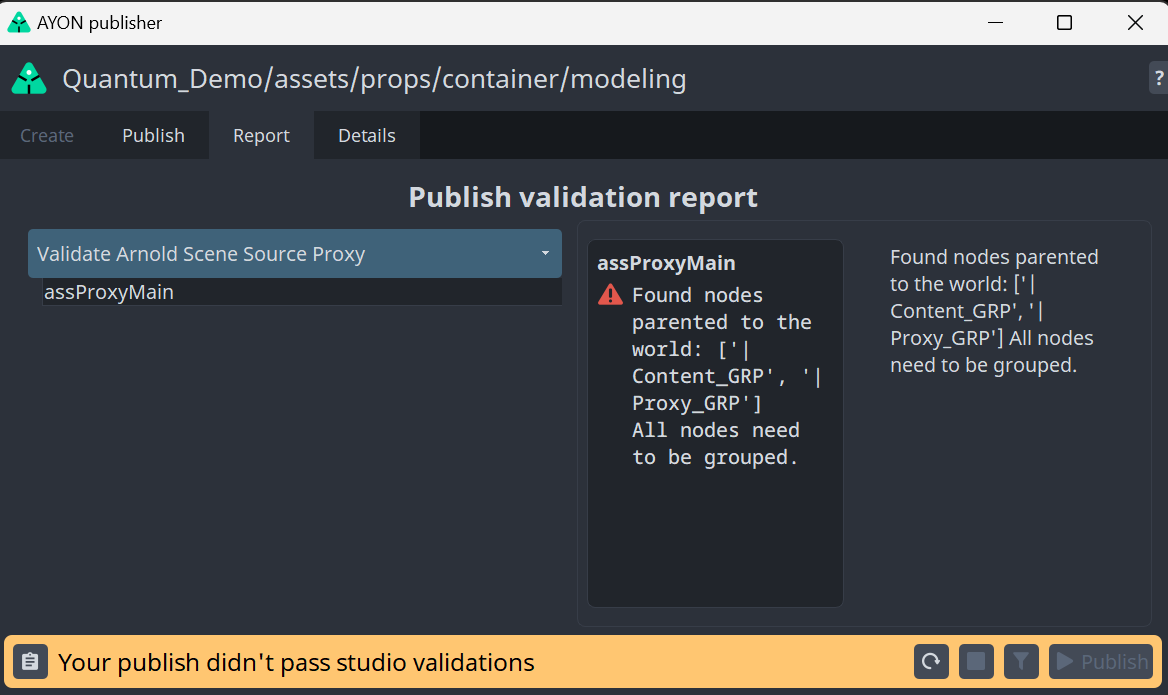 AYON publisher
Quantum_Demo/assets/props/container/modeling
?
Create Publish Report Details
Publish validation report
Validate Arnold Scene Source Proxy
assProxyMain
assProxyMain
Found nodes
parented to the
world: ['|
Content_GRP', '|
Proxy_GRP']
All nodes need
to be grouped.
Found nodes parented
to the world: ['|
Content_GRP', '|
Proxy_GRP'] All nodes
need to be grouped.
Your publish didn't pass studio validations
Publish